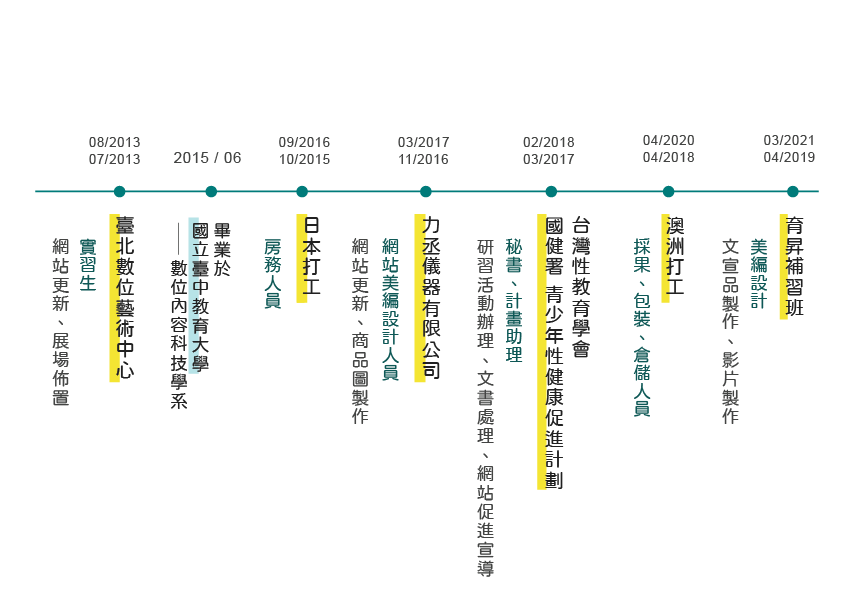 08/2013
07/2013
臺北數位藝術中心
實習生
網站更新、展場佈置
2015 / 06
畢業於
國立臺中教育大學
——數位內容科技學系
09/2016
10/2015
日本打工
房務人員
03/2017
11/2016
力丞儀器有限公司
網站美編設計人員
網站更新、商品圖製作
02/2018
03/2017
台灣性教育學會
國健署 青少年性健康促進計劃
秘書、計畫助理
研習活動辦理、文書處理、網站促進宣導
04/2020
04/2018
澳洲打工
採果、包裝、倉儲人員
03/2021
04/2019
育昇補習班
美編設計
文宣品製作、影片製作